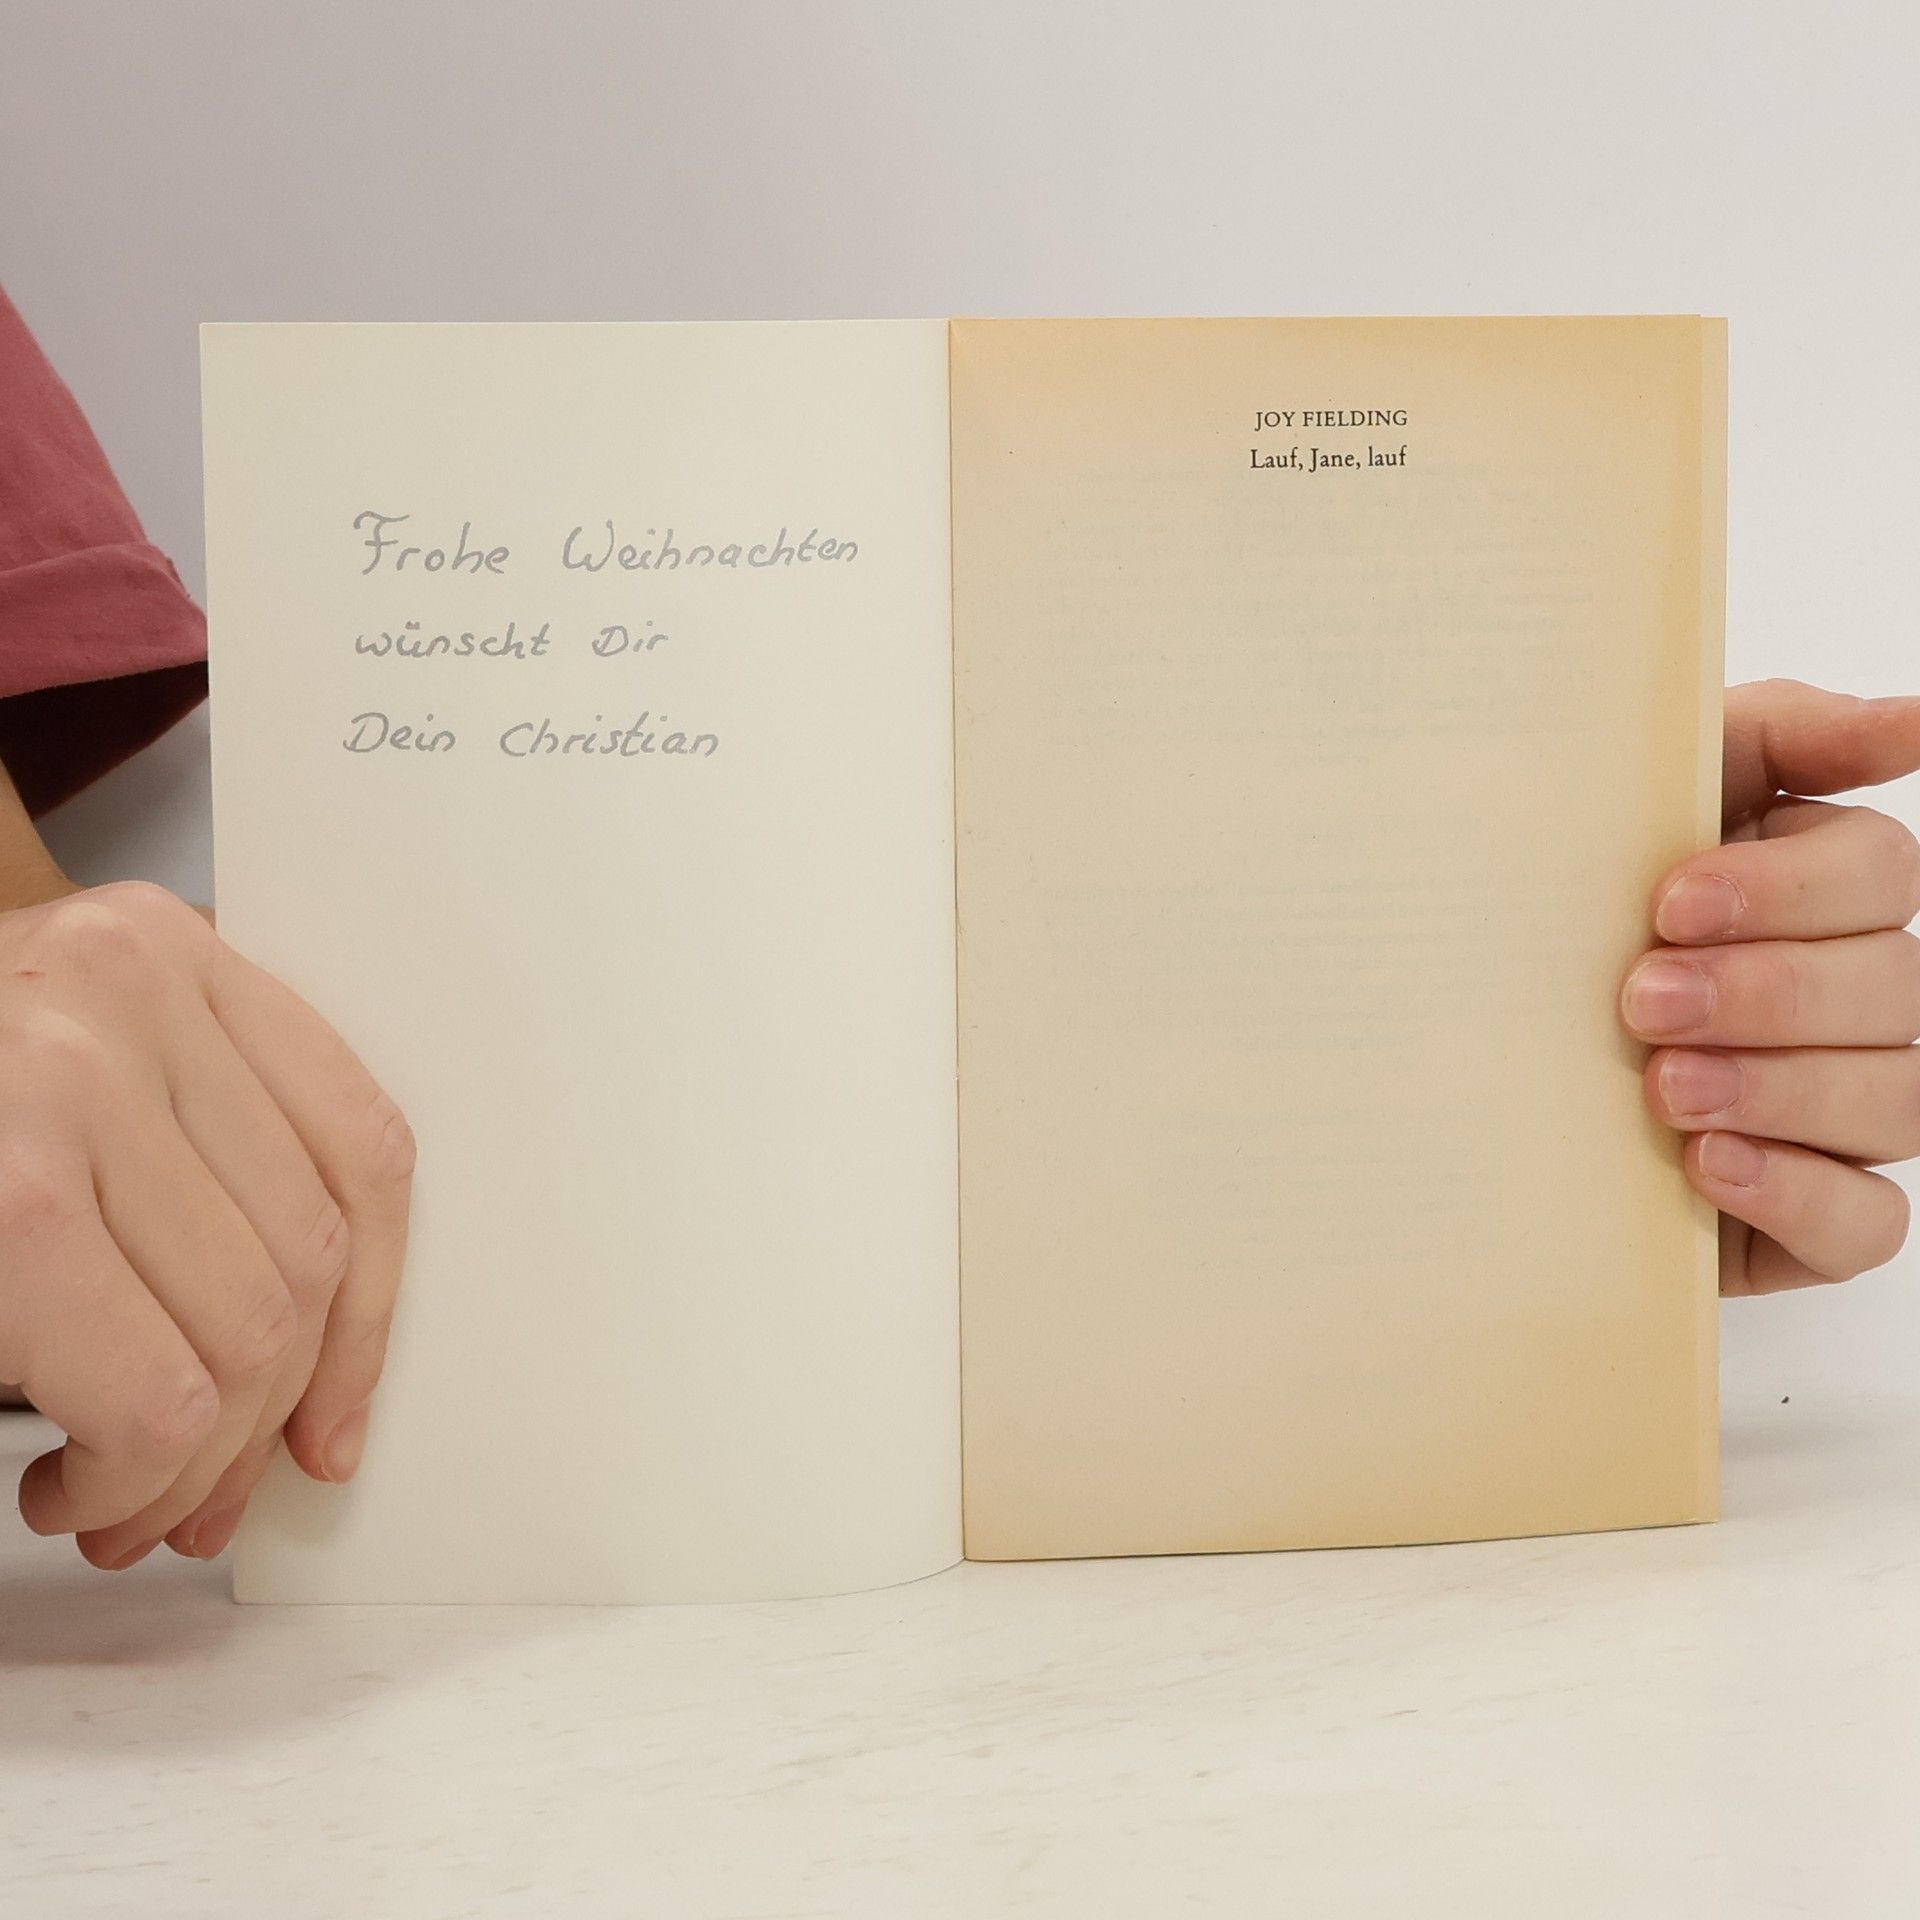 Frohe Weihnachten
wünscht Dir
Dein Christian
JOY FIELDING
Lauf, Jane, lauf